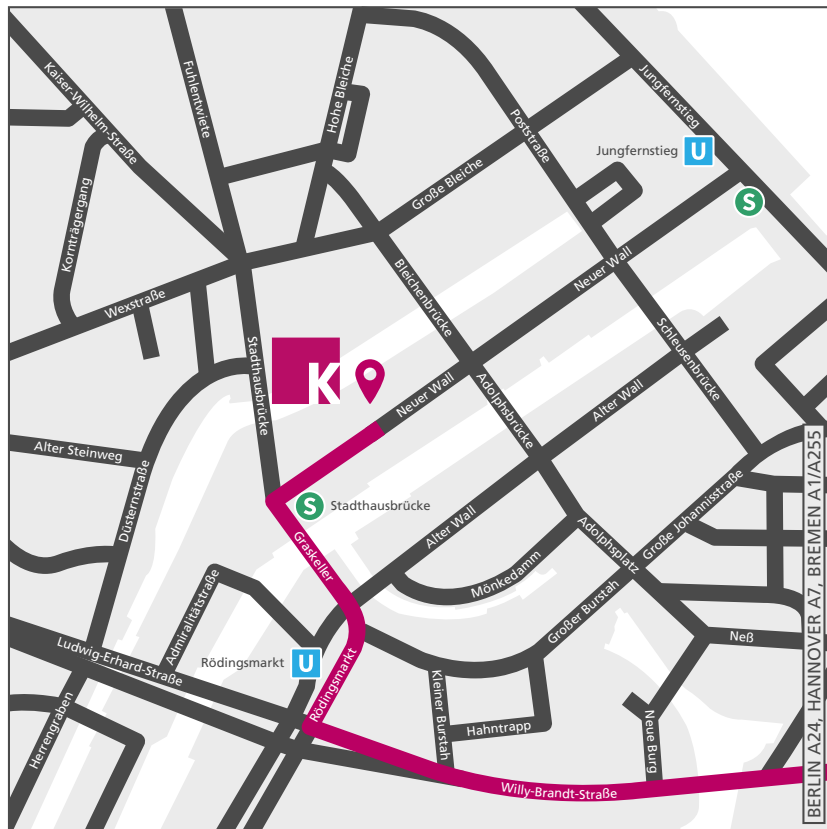 Jungfernstieg
Kaiser-Wilhelm-Straße
Fuhlentwiete
Hohe Bleiche
Poststraße
Jungfernstieg
U
S
Große Bleiche
Kornträgergang
Neuer Wall
Bleichenbrücke
Wexstraße
Stadthausbrücke
Schleusenbrücke
K
Neuer Wall
Adolphsbrücke
Alter Wall
Alter Steinweg
Düsternstraße
S
Stadthausbrücke
Alter Wall
Große Johannisstraße
Adolphsplatz
Graskeller
Mönkedamm
Admiralitätstraße
Großer Burstah
Neß
Ludwig-Erhard-Straße
Rödingsmarkt
U
Rödingsmarkt
Kleiner Burstah
Herrengraben
Hahntrapp
Neue Burg
Willy-Brandt-Straße
BERLIN A24, HANNOVER A7, BREMEN A1/A255